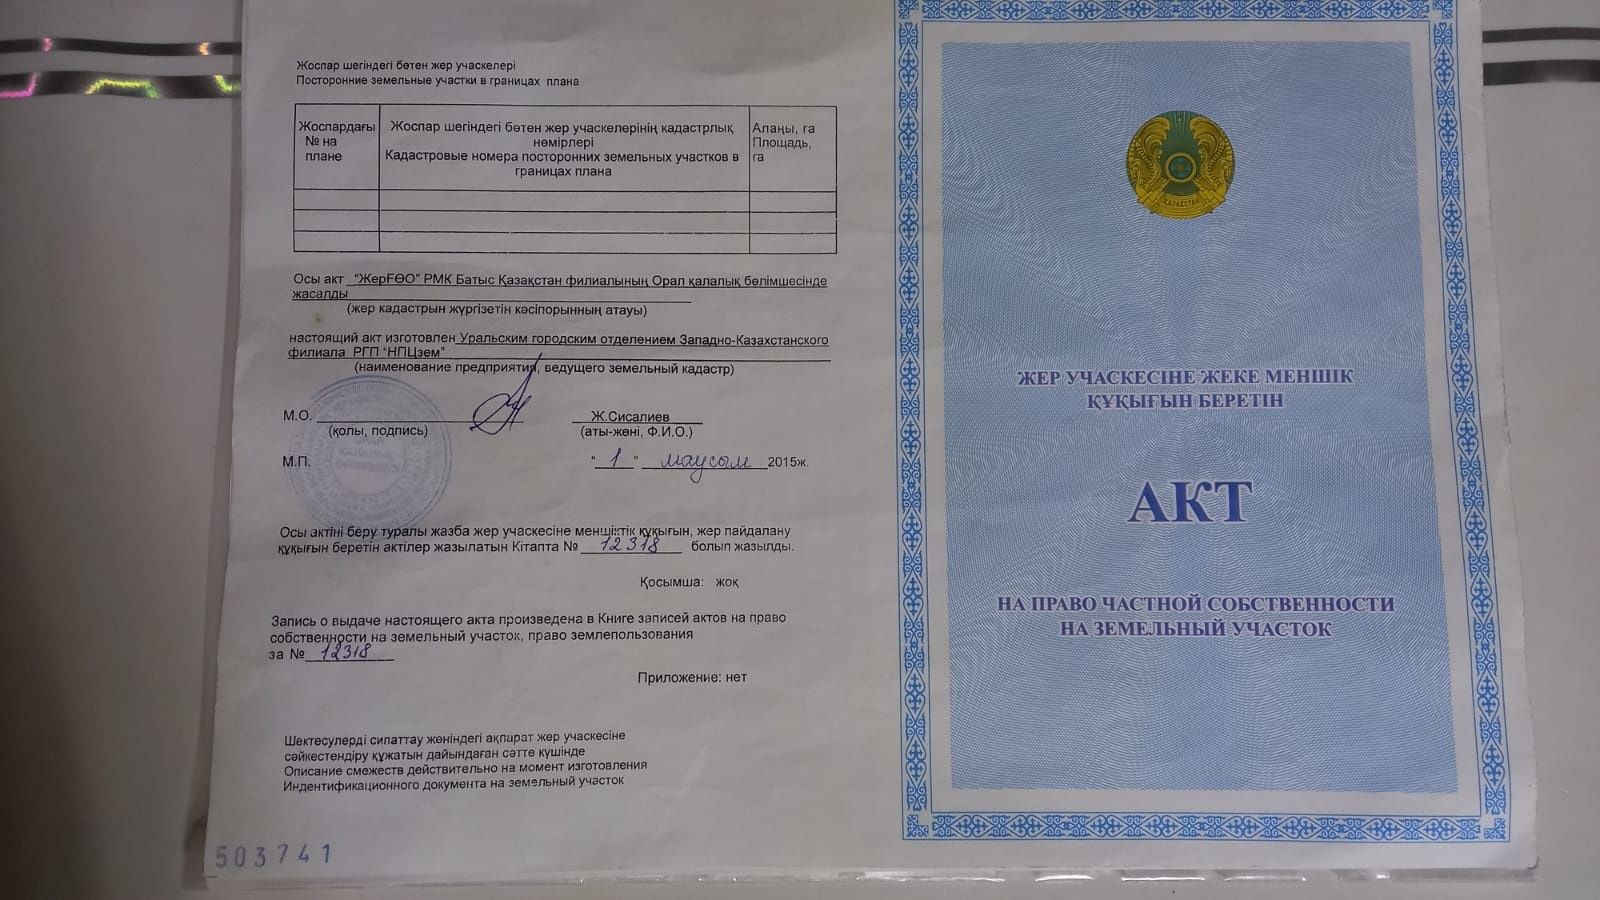 Жоспар шегіндегі бөтен жер учаскелері
Посторонние земельные участки в границах плана
Жоспардағы
№ на
плане
Жоспар шегіндегі бөтен жер учаскелерінің кадастрлық
нөмірлері
Кадастровые номера посторонних земельных участков в
границах плана
Алаңы, га
Площадь,
га
Осы акт "ЖерҒӨО" РМК Батыс Қазақстан филиалының Орал қалалық бөлімшесінде
жасалды
(жер кадастрын жүргізетін кәсіпорынның атауы)
настоящий акт изготовлен Уральским городским отделением Западно-Казахстанского
филиала РГП "НПЦзем"
(наименование предприятия, ведущего земельный кадастр)
М.О.
Ж.Сисалиев
(қолы, подпись)
(аты-жөні, Ф.И.О.)
М.П.
"1" маусым 2015ж.
Осы актіні беру туралы жазба жер учаскесіне меншіктік құқығын, жер пайдалану
құқығын беретін актілер жазылатын Кітапта № 12318 болып жазылды.
Қосымша: жоқ
Запись о выдаче настоящего акта произведена в Книге записей актов на право
собственности на земельный участок, право землепользования
за № 12318
Приложение: нет
Шектесулерді сипаттау жөніндегі ақпарат жер учаскесіне
сәйкестендіру құжатын дайындаған сәтте күшінде
Описание смежеств действительно на момент изготовления
Индентификационного документа на земельный участок
503741
ҚАЗАҚСТАН
ЖЕР УЧАСКЕСІНЕ ЖЕКЕ МЕНШІК
ҚҰҚЫҒЫН БЕРЕТІН
АКТ
НА ПРАВО ЧАСТНОЙ СОБСТВЕННОСТИ
НА ЗЕМЕЛЬНЫЙ УЧАСТОК